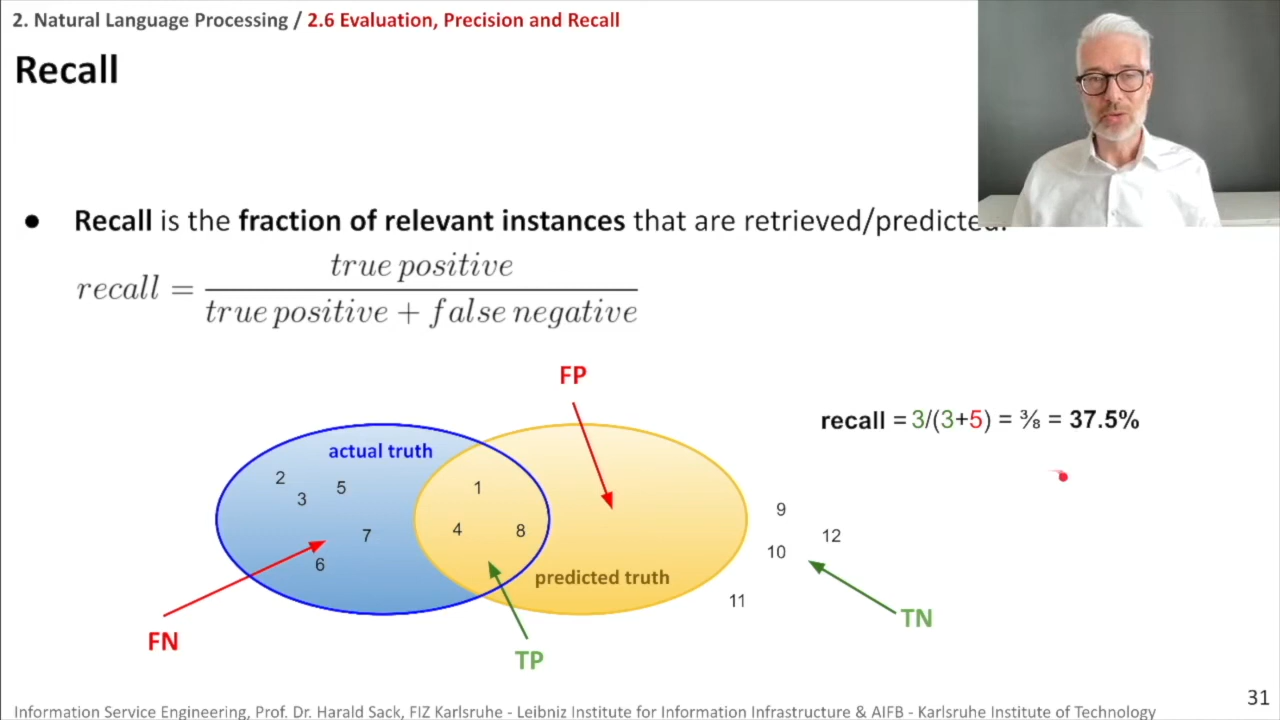 2. Natural Language Processing / 2.6 Evaluation, Precision and Recall
Recall
● Recall is the fraction of relevant instances that are retrieved/predicted.
recall = true positive / true positive + false negative
FP
recall = 3/(3+5) = ⅜ = 37.5%
actual truth
2
5
3
1
7
4
8
6
9
12
10
predicted truth
11
FN
TP
TN
31
Information Service Engineering, Prof. Dr. Harald Sack, FIZ Karlsruhe - Leibniz Institute for Information Infrastructure & AIFB - Karlsruhe Institute of Technology